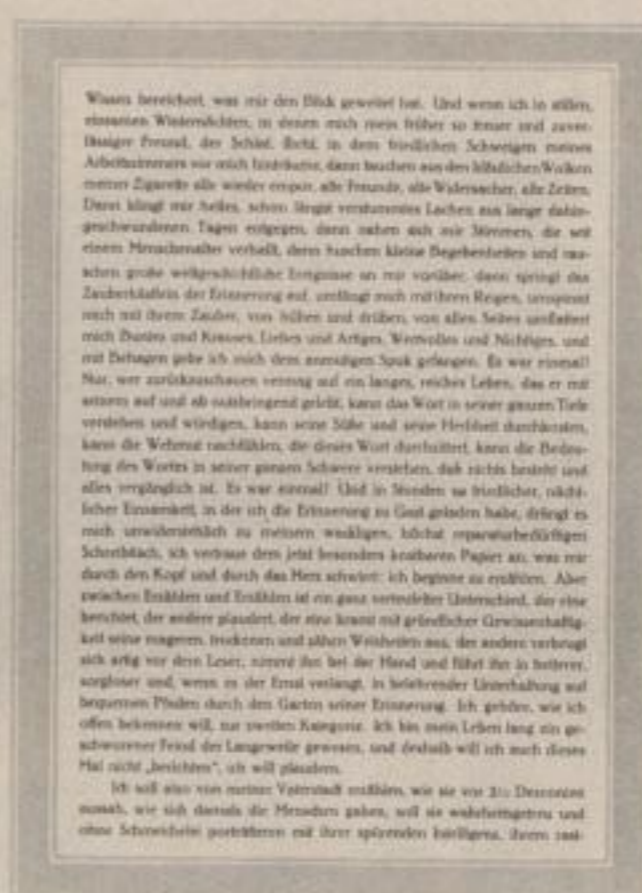 Wissen bereichert, was mir den Blick geweitet hat. Und wenn ich in stillen,
einsamen Winternächten, in denen mich mein früher so treuer und zuver-
lässiger Freund, der Schlaf, flieht, in dem friedlichen Schweigen meines
Arbeitszimmers vor mich hinträume, dann tauchen aus den bläulichen Wolken
meiner Zigarette alle wieder empor, alte Freunde, alte Widersacher, alte Zeiten.
Dann klingt mir helles, schon längst verstummtes Lachen aus lange dahin-
geschwundenen Tagen entgegen, dann nahen sich mir Stimmen, die seit
einem Menschenalter verhallt, dann huschen kleine Begebenheiten und rau-
schen große weltgeschichtliche Ereignisse an mir vorüber, dann springt das
Zauberkästlein der Erinnerung auf, umfängt mich mit ihren Reigen, umspinnt
mich mit ihrem Zauber, von hüben und drüben, von allen Seiten umflattert
mich Buntes und Krauses, Liebes und Artiges, Wertvolles und Nichtiges, und
mit Behagen gebe ich mich dem anmutigen Spuk gefangen. Es war einmal!
Nur, wer zurückzuschauen vermag auf ein langes, reiches Leben, das er mit
seinem auf und ab ausbringend gelebt, kann das Wort in seiner ganzen Tiefe
verstehen und würdigen, kann seine Süße und seine Herbheit durchkosten,
kann die Wehmut nachfühlen, die dieses Wort durchzittert, kann die Bedeu-
tung des Wortes in seiner ganzen Schwere verstehen, daß nichts besteht und
alles vergänglich ist. Es war einmal! Und in Stunden so friedlicher, nächt-
licher Einsamkeit, in der ich die Erinnerung zu Gast geladen habe, drängt es
mich unwiderstehlich zu meinem wackligen, höchst reparaturbedürftigen
Schreibtisch, ich vertraue dem jetzt besonders kostbaren Papier an, was mir
durch den Kopf und durch das Herz schwirrt: ich beginne zu erzählen. Aber
zwischen Erzählen und Erzählen ist ein ganz verteufelter Unterschied, der eine
berichtet, der andere plaudert, der eine kramt mit gründlicher Gewissenhaftig-
keit seine mageren, trockenen und zähen Weisheiten aus, der andere verbeugt
sich artig vor dem Leser, nimmt ihn bei der Hand und führt ihn in heiterer,
sorgloser und, wenn es der Ernst verlangt, in belehrender Unterhaltung auf
bequemen Pfaden durch den Garten seiner Erinnerung. Ich gehöre, wie ich
offen bekennen will, zur zweiten Kategorie. Ich bin mein Leben lang ein ge-
schworener Feind der Langeweile gewesen, und deshalb will ich auch dieses
Mal nicht „berichten“, ich will plaudern.
Ich will also von meiner Vaterstadt erzählen, wie sie vor 3½ Dezennien
aussah, wie sich damals die Menschen gaben, will sie wahrheitsgetreu und
ohne Schmeichelei porträtieren mit ihrer spürenden Intelligenz, ihrem rast-